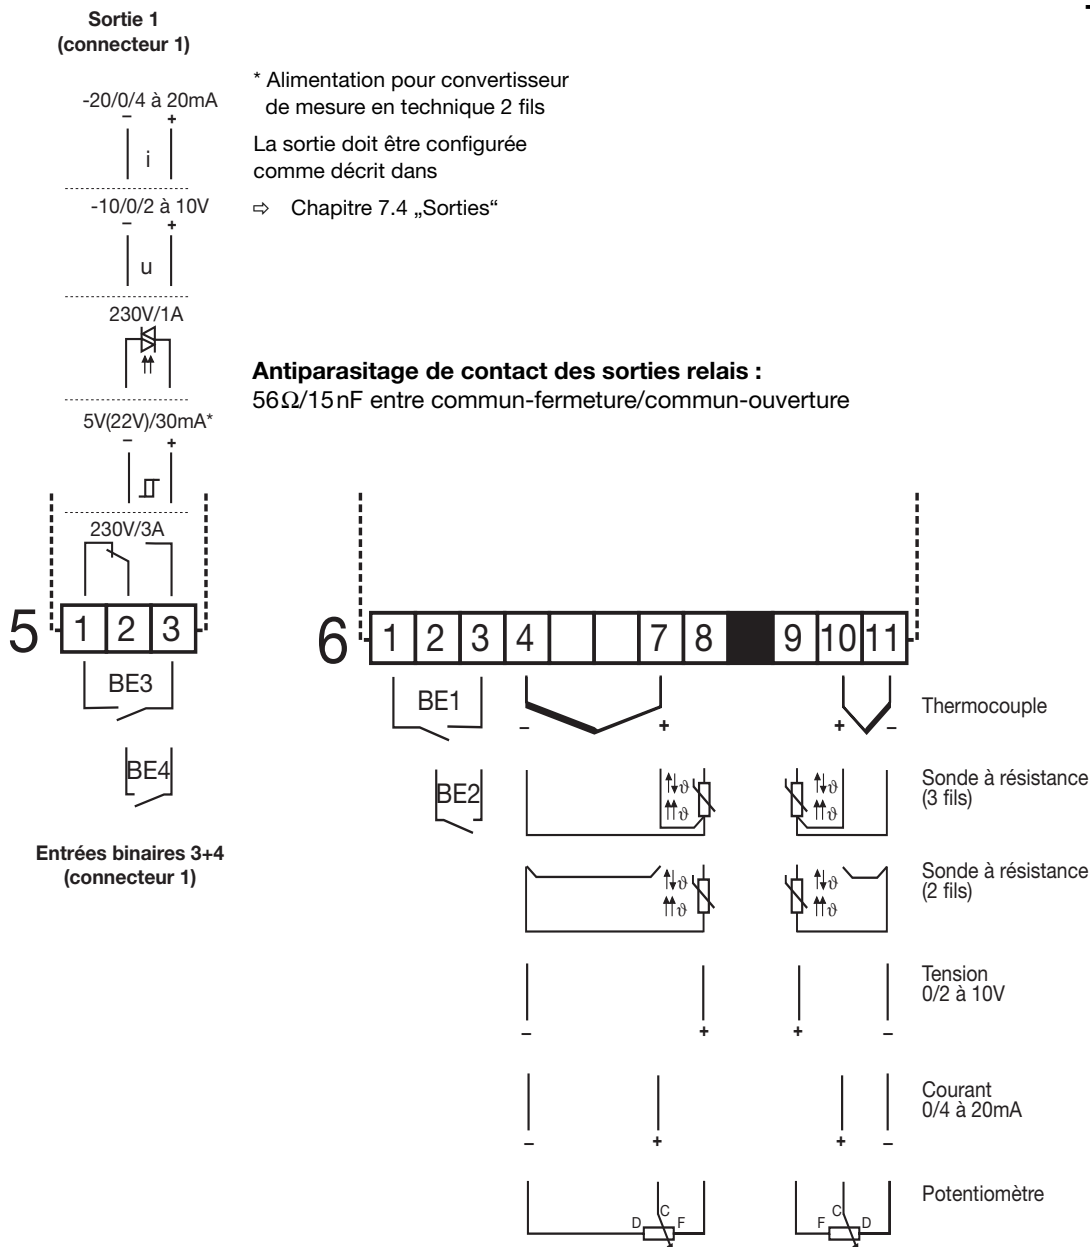 Sortie 1
(connecteur 1)
-20/0/4 à 20mA
– +
i
-10/0/2 à 10V
– +
u
230V/1A
5V(22V)/30mA*
– +
230V/3A
* Alimentation pour convertisseur
de mesure en technique 2 fils
La sortie doit être configurée
comme décrit dans
⇨ Chapitre 7.4 „Sorties“
Antiparasitage de contact des sorties relais :
56Ω/15nF entre commun-fermeture/commun-ouverture
5 1 2 3
BE3
BE4
Entrées binaires 3+4
(connecteur 1)
6 1 2 3 4 7 8 9 10 11
BE1
BE2
– + + –
Thermocouple
ϑ ϑ
ϑ ϑ
Sonde à résistance
(3 fils)
ϑ ϑ
ϑ ϑ
Sonde à résistance
(2 fils)
Tension
0/2 à 10V
– + + –
Courant
0/4 à 20mA
– + + –
Potentiomètre
D C F F C D